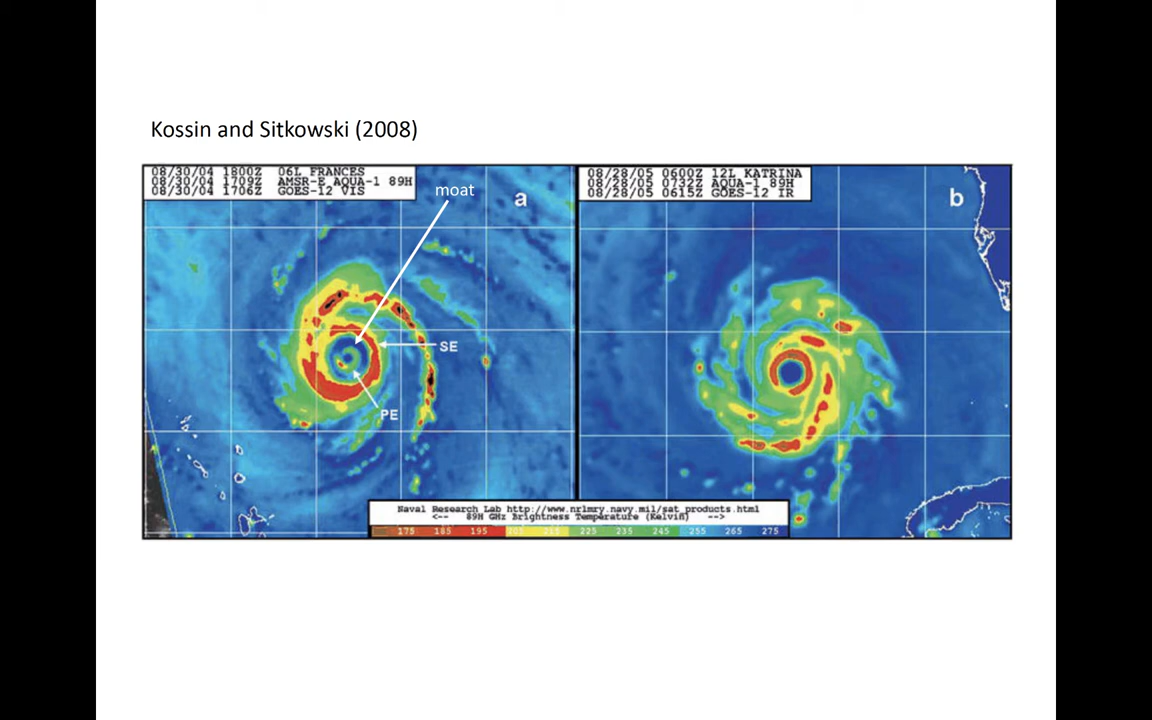 Kossin and Sitkowski (2008)
08/30/04 1800Z 06L FRANCES
08/30/04 1709Z AMSR-E AQUA-1 89H
08/30/04 1706Z GOES-12 VIS
moat
a
SE
PE
08/28/05 0600Z 12L KATRINA
08/28/05 0732Z AQUA-1 89H
08/28/05 0615Z GOES-12 IR
b
Naval Research Lab http://www.nrlmry.navy.mil/sat_products.html
<-- 89H GHz Brightness Temperature (Kelvin) -->
175 185 195 205 215 225 235 245 255 265 275